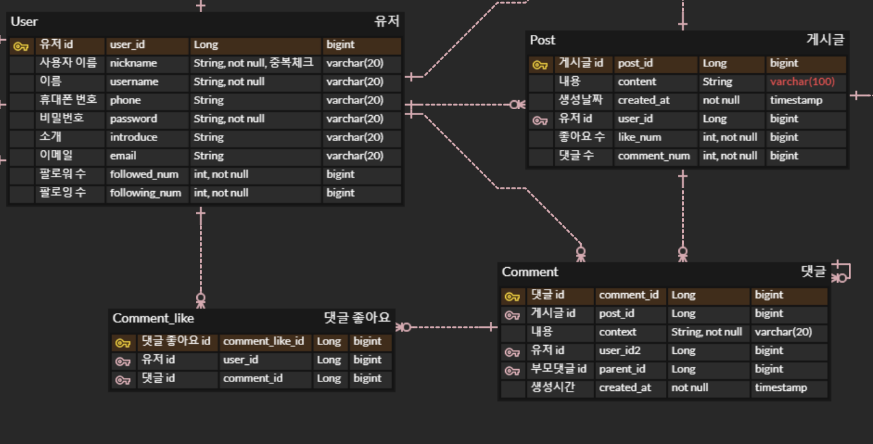 User 유저
유저 id user_id Long bigint
사용자 이름 nickname String, not null, 중복체크 varchar(20)
이름 username String, not null varchar(20)
휴대폰 번호 phone String varchar(20)
비밀번호 password String, not null varchar(20)
소개 introduce String varchar(20)
이메일 email String varchar(20)
팔로워 수 followed_num int, not null bigint
팔로잉 수 following_num int, not null bigint
Post 게시글
게시글 id post_id Long bigint
내용 content String varchar(100)
생성날짜 created_at not null timestamp
유저 id user_id Long bigint
좋아요 수 like_num int, not null bigint
댓글 수 comment_num int, not null bigint
Comment_like 댓글 좋아요
댓글 좋아요 id comment_like_id Long bigint
유저 id user_id Long bigint
댓글 id comment_id Long bigint
Comment 댓글
댓글 id comment_id Long bigint
게시글 id post_id Long bigint
내용 context String, not null varchar(20)
유저 id user_id2 Long bigint
부모댓글 id parent_id Long bigint
생성시간 created_at not null timestamp